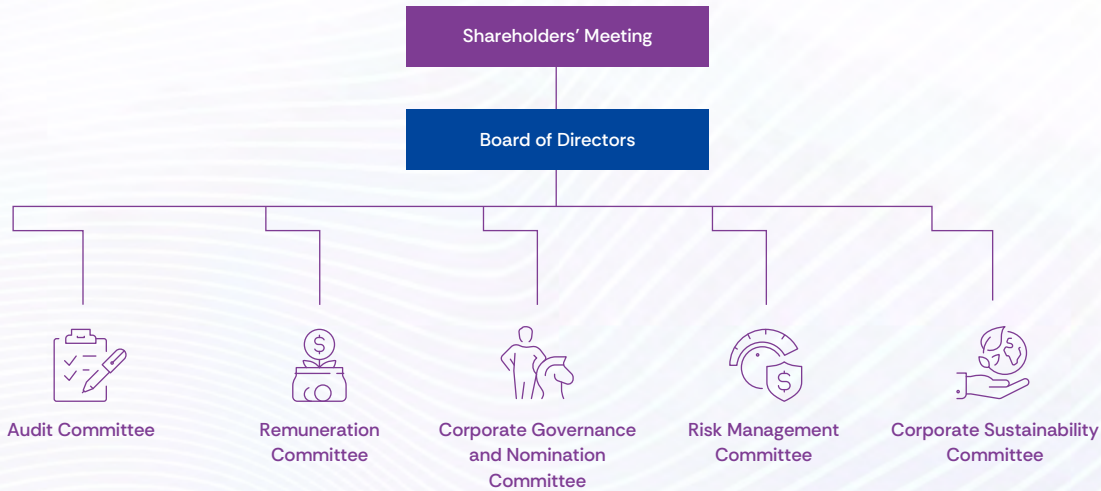 Shareholders’ Meeting
Board of Directors
Audit Committee
Remuneration
Committee
Corporate Governance
and Nomination
Committee
Risk Management
Committee
Corporate Sustainability
Committee
$
$